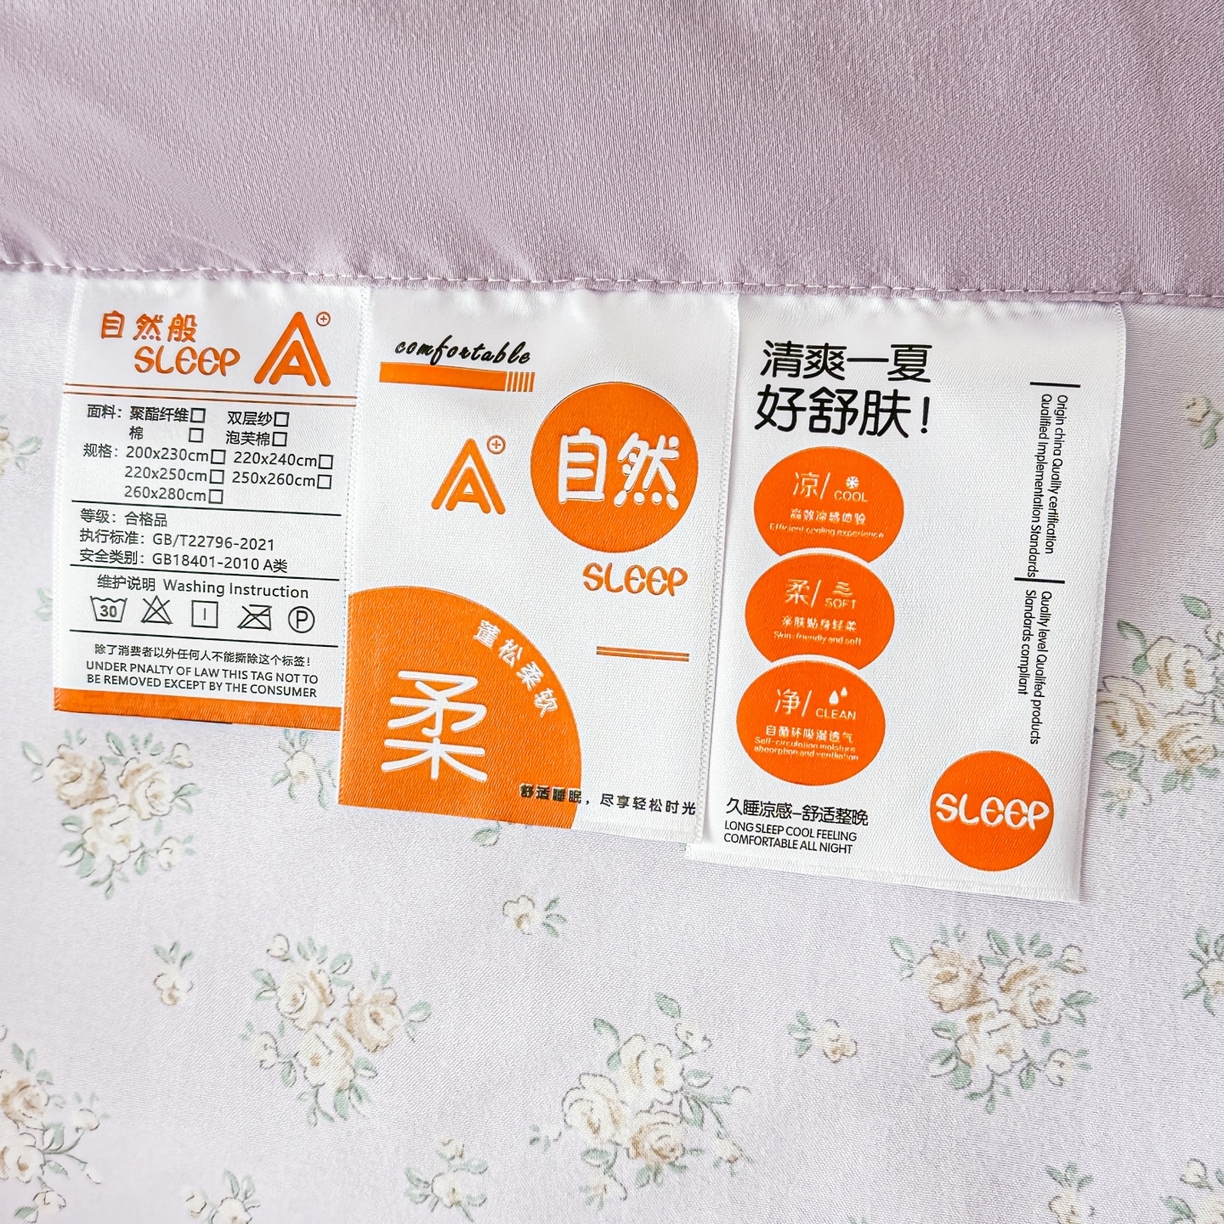 自然般
SLEEP
A
面料：聚酯纤维□ 双层纱□
棉 □ 泡芙棉□
规格：200x230cm□ 220x240cm□
220x250cm□ 250x260cm□
260x280cm□
等级：合格品
执行标准：GB/T22796-2021
安全类别：GB18401-2010 A类
维护说明 Washing Instruction
30
P
除了消费者以外任何人不能撕除这个标签！
UNDER PNALTY OF LAW THIS TAG NOT TO
BE REMOVED EXCEPT BY THE CONSUMER
comfortable
A
自然
SLEEP
蓬松柔软
柔
舒适睡眠，尽享轻松时光
清爽一夏
好舒肤！
凉/ COOL
高效凉感体验
Efficient cooling experience
柔/ SOFT
亲肤贴身轻柔
Skin-friendly and soft
净/ CLEAN
自循环吸湿透气
Self-circulation moisture
absorption and ventilation
久睡凉感-舒适整晚
LONG SLEEP COOL FEELING
COMFORTABLE ALL NIGHT
Origin china Quality certification
Qualified Implementation Standards
Quality level Qualifed products
Slandards compliant
SLEEP